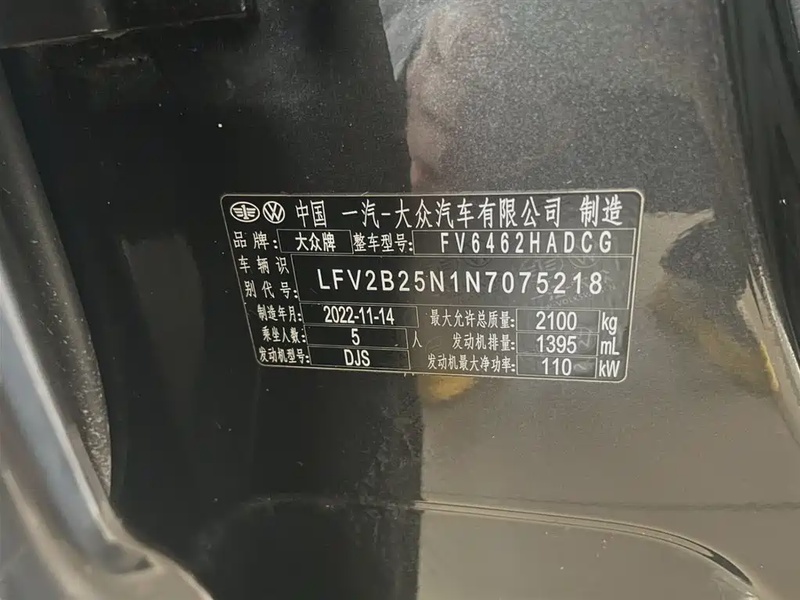 中国 一汽-大众汽车有限公司 制造
品牌: 大众牌 整车型号: FV6462HADCG
车辆识别代号: LFV2B25N1N7075218
制造年月: 2022-11-14 最大允许总质量: 2100 kg
乘坐人数: 5 人 发动机排量: 1395 mL
发动机型号: DJS 发动机最大净功率: 110 kW